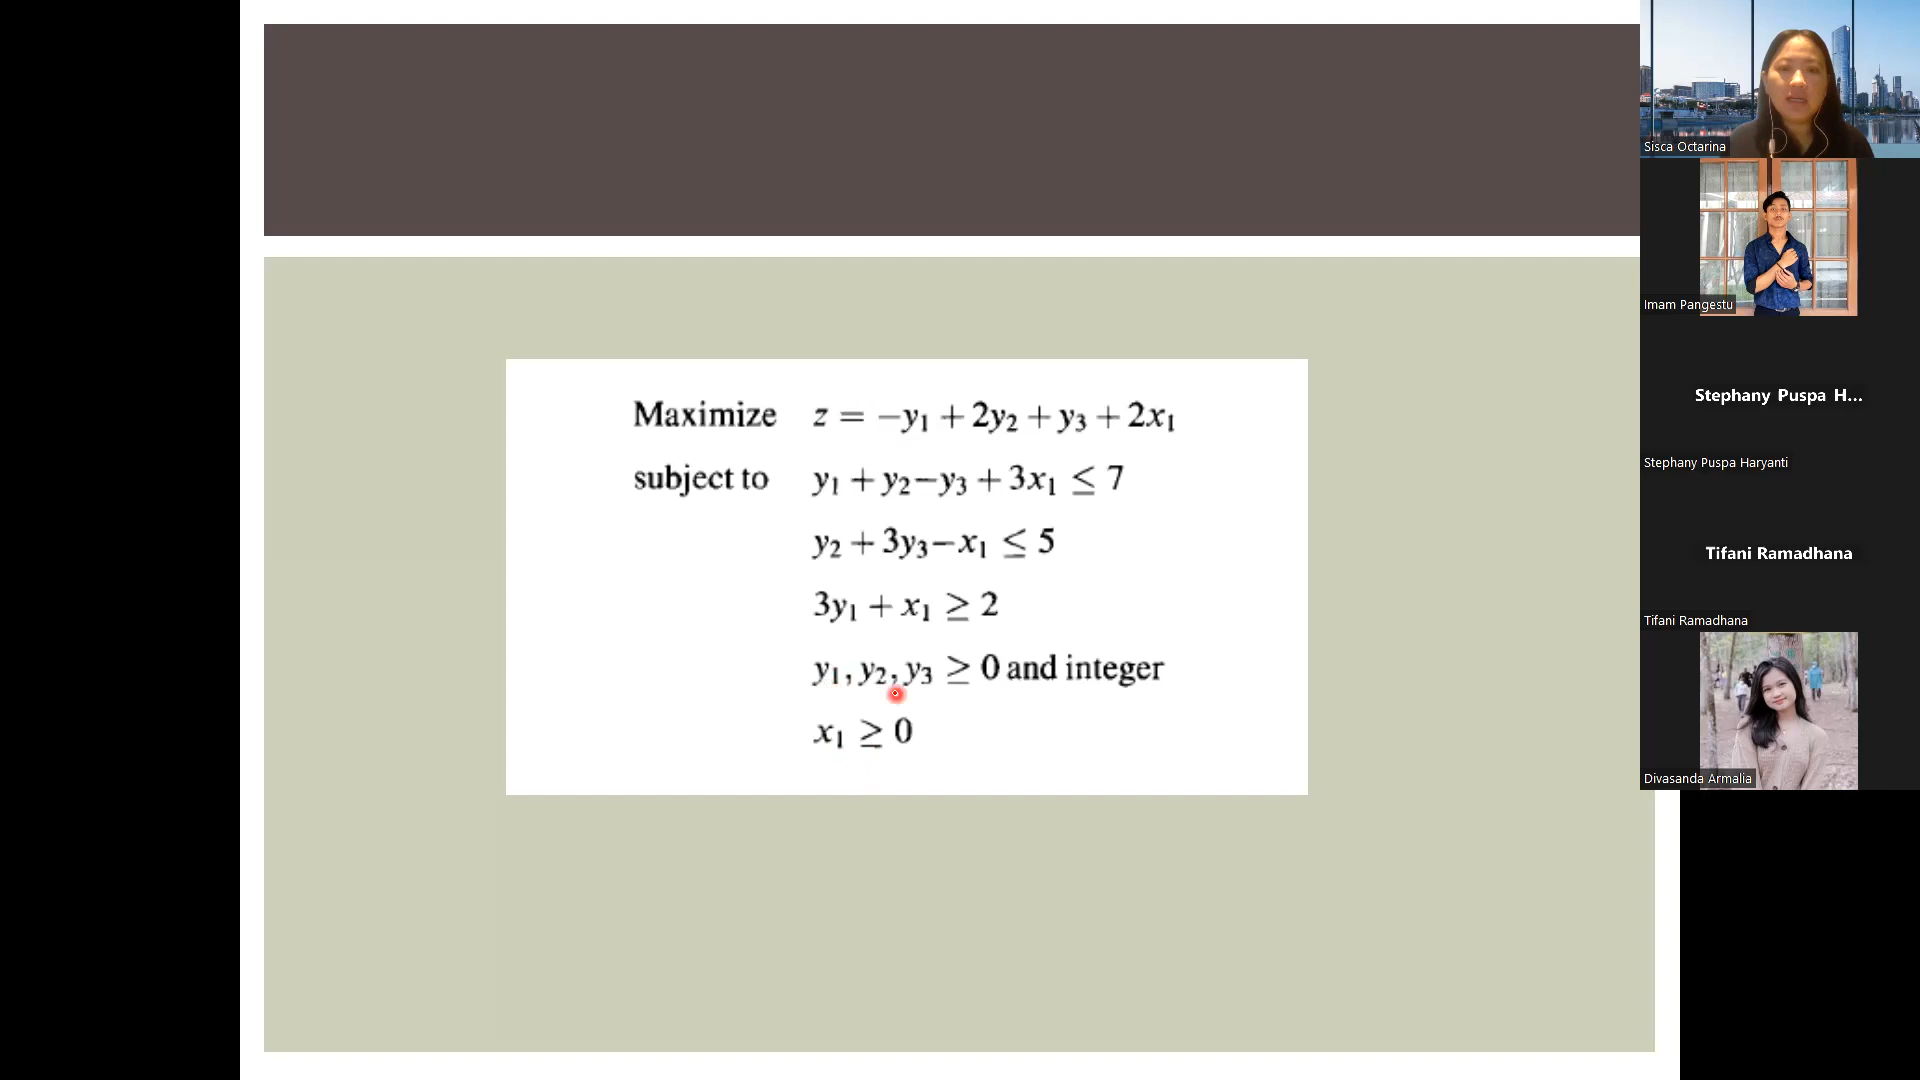 Maximize z = −y₁ + 2y₂ + y₃ + 2x₁
subject to y₁ + y₂−y₃ + 3x₁ ≤ 7
y₂ + 3y₃−x₁ ≤ 5
3y₁ + x₁ ≥ 2
y₁, y₂, y₃ ≥ 0 and integer
x₁ ≥ 0
Sisca Octarina
Imam Pangestu
Stephany Puspa H...
Stephany Puspa Haryanti
Tifani Ramadhana
Tifani Ramadhana
Divasanda Armalia